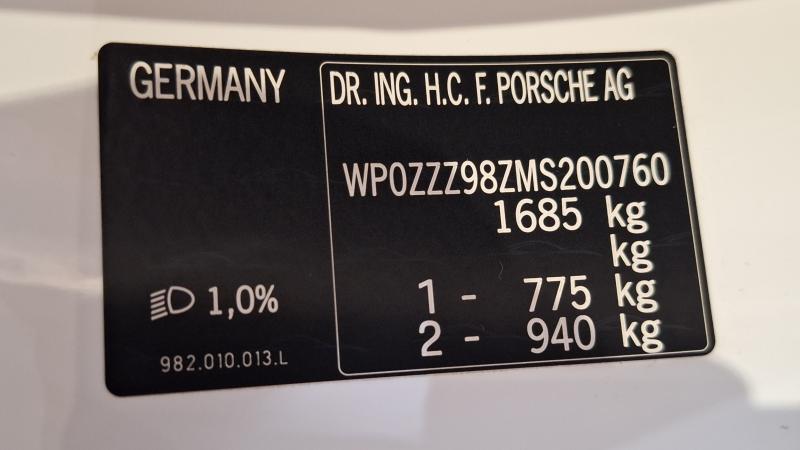 GERMANY
DR. ING. H.C. F. PORSCHE AG
WP0ZZZ98ZMS200760
1685 kg
kg
1 - 775 kg
2 - 940 kg
1,0%
982.010.013.L